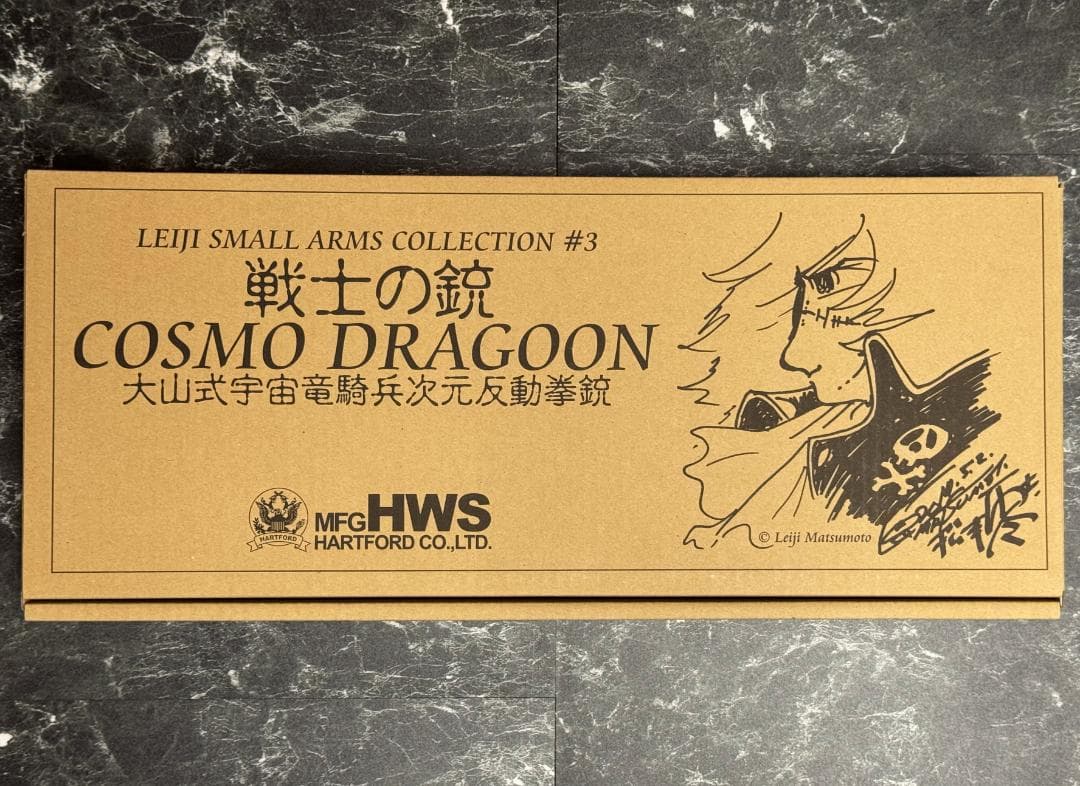 LEIJI SMALL ARMS COLLECTION #3
戦士の銃
COSMO DRAGOON
大山式宇宙竜騎兵次元反動拳銃
HARTFORD
MFG HWS
HARTFORD CO.,LTD.
© Leiji Matsumoto